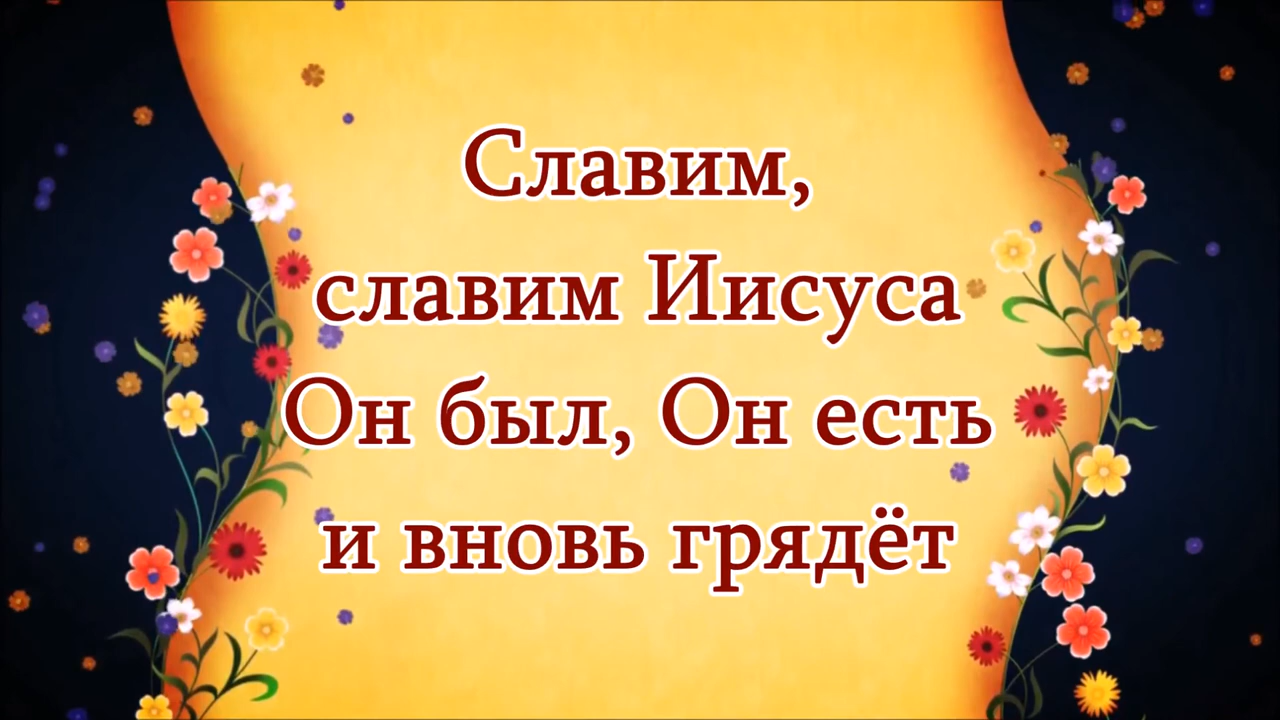 Славим,
славим Иисуса
Он был, Он есть
и вновь грядёт